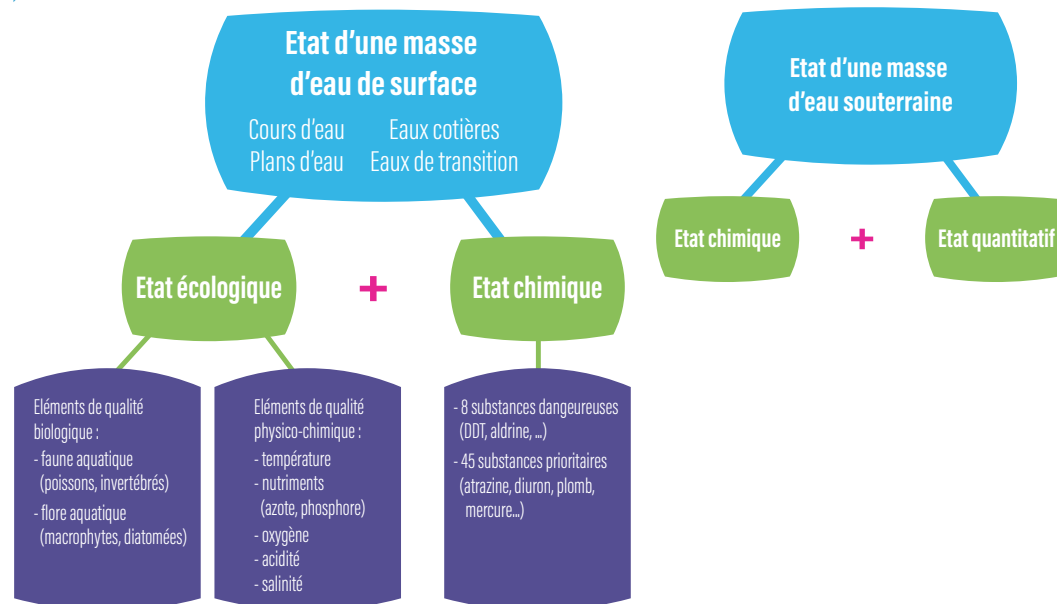 Etat d'une masse
d'eau de surface
Cours d'eau Eaux cotières
Plans d'eau Eaux de transition
Etat écologique
+
Etat chimique
Eléments de qualité
biologique :
- faune aquatique
(poissons, invertébrés)
- flore aquatique
(macrophytes, diatomées)
Eléments de qualité
physico-chimique :
- température
- nutriments
(azote, phosphore)
- oxygène
- acidité
- salinité
- 8 substances dangeureuses
(DDT, aldrine, ...)
- 45 substances prioritaires
(atrazine, diuron, plomb,
mercure...)
Etat d'une masse
d'eau souterraine
Etat chimique
+
Etat quantitatif